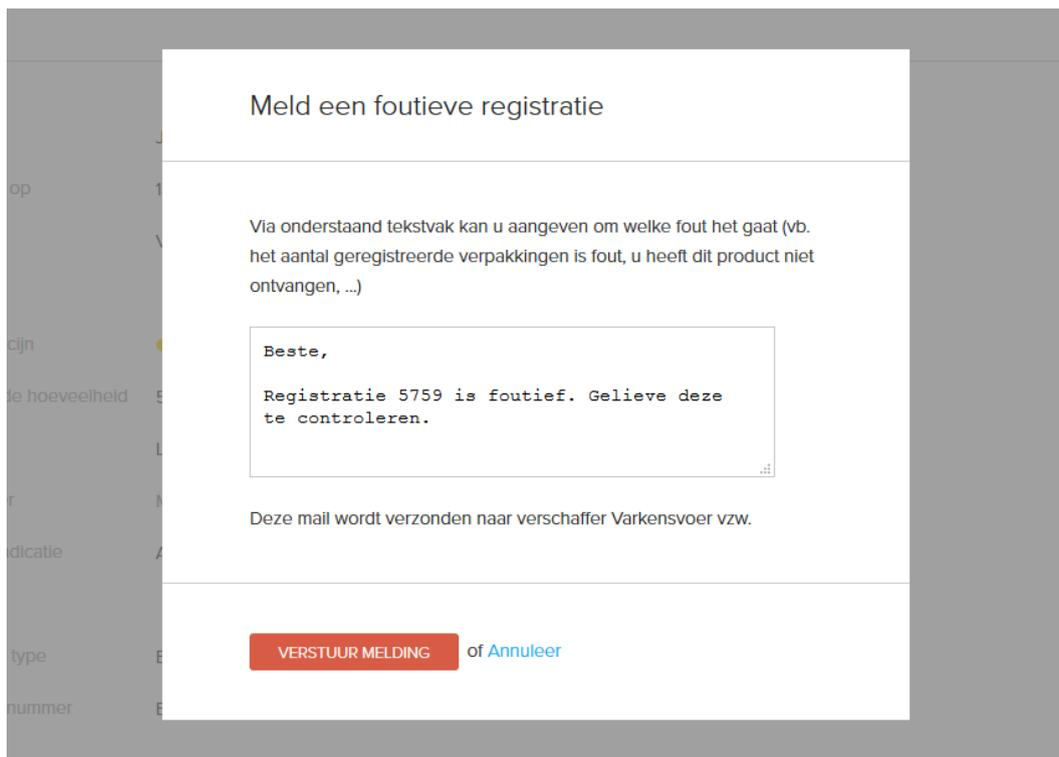 Meld een foutieve registratie
op
Via onderstaand tekstvak kan u aangeven om welke fout het gaat (vb.
het aantal geregistreerde verpakkingen is fout, u heeft dit product niet
ontvangen, ...)
cijn
Beste,
de hoeveelheid
Registratie 5759 is foutief. Gelieve deze
te controleren.
Deze mail wordt verzonden naar verschaffer Varkensvoer vzw.
type
VERSTUUR MELDING of Annuleer
nummer